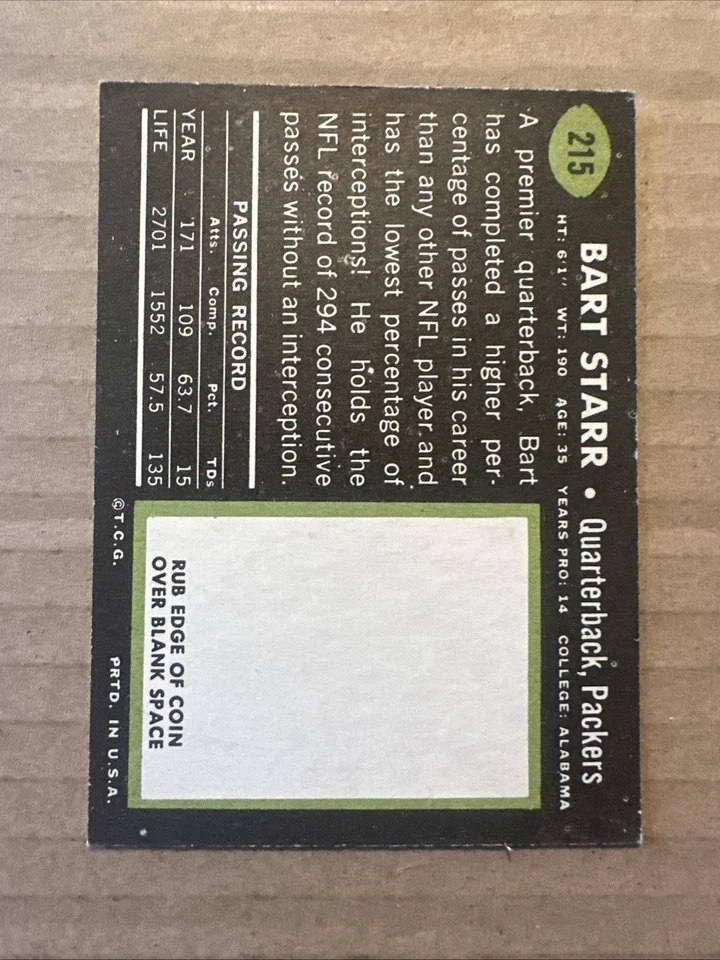 215
BART STARR • Quarterback, Packers
HT: 6'1" WT: 190 AGE: 35 YEARS PRO: 14 COLLEGE: ALABAMA
A premier quarterback, Bart
has completed a higher per-
centage of passes in his career
than any other NFL player and
has the lowest percentage of
interceptions! He holds the
NFL record of 294 consecutive
passes without an interception.
PASSING RECORD
Atts. Comp. Pct. TDs
YEAR 171 109 63.7 15
LIFE 2701 1552 57.5 135
RUB EDGE OF COIN
OVER BLANK SPACE
©T.C.G. PRTD. IN U.S.A.